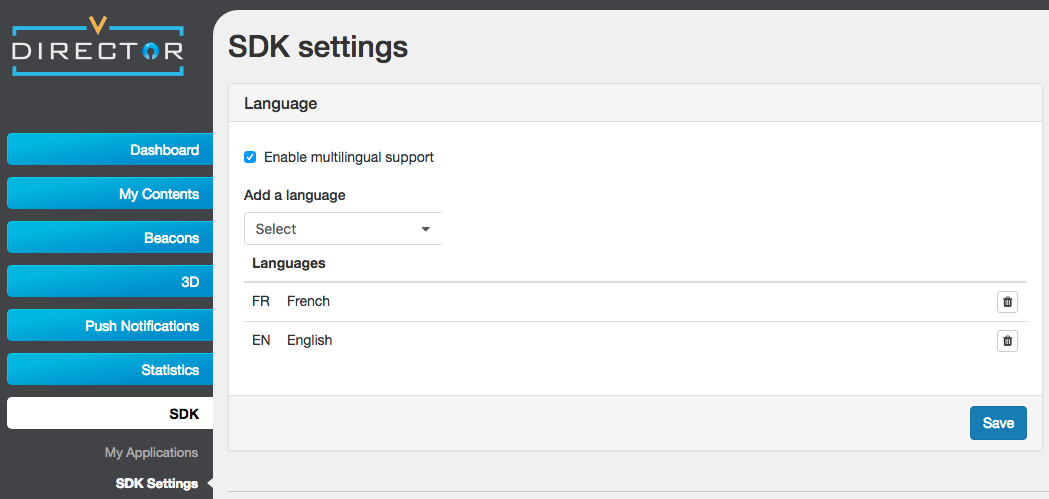 DIRECTOR
Dashboard
My Contents
Beacons
3D
Push Notifications
Statistics
SDK
My Applications
SDK Settings
SDK settings
Language
Enable multilingual support
Add a language
Select
Languages
FR French
EN English
Save